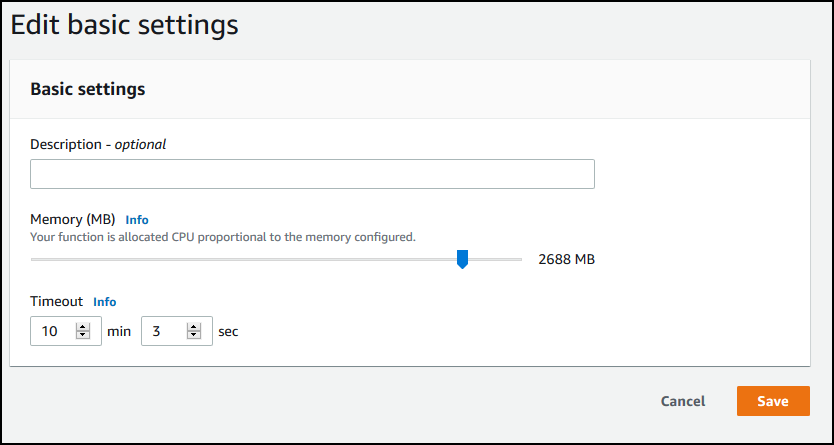 Edit basic settings
Basic settings
Description - optional
Memory (MB) Info
Your function is allocated CPU proportional to the memory configured.
2688 MB
Timeout Info
10 min 3 sec
Cancel Save